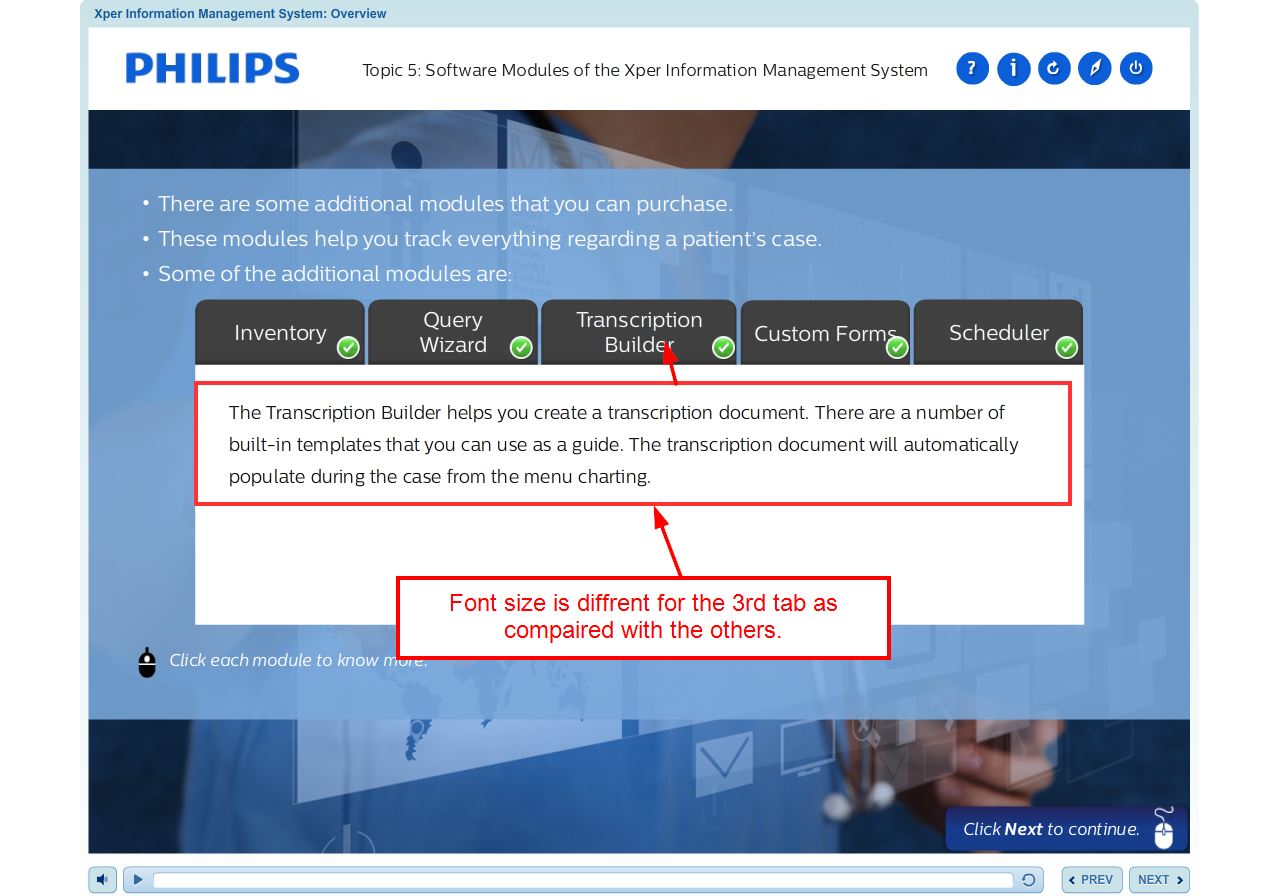 Xper Information Management System: Overview
PHILIPS
Topic 5: Software Modules of the Xper Information Management System
? i
• There are some additional modules that you can purchase.
• These modules help you track everything regarding a patient's case.
• Some of the additional modules are:
Inventory
Query
Wizard
Transcription
Builder
Custom Forms
Scheduler
The Transcription Builder helps you create a transcription document. There are a number of
built-in templates that you can use as a guide. The transcription document will automatically
populate during the case from the menu charting.
Font size is diffrent for the 3rd tab as
compaired with the others.
Click each module to know more.
Click Next to continue.
PREV
NEXT